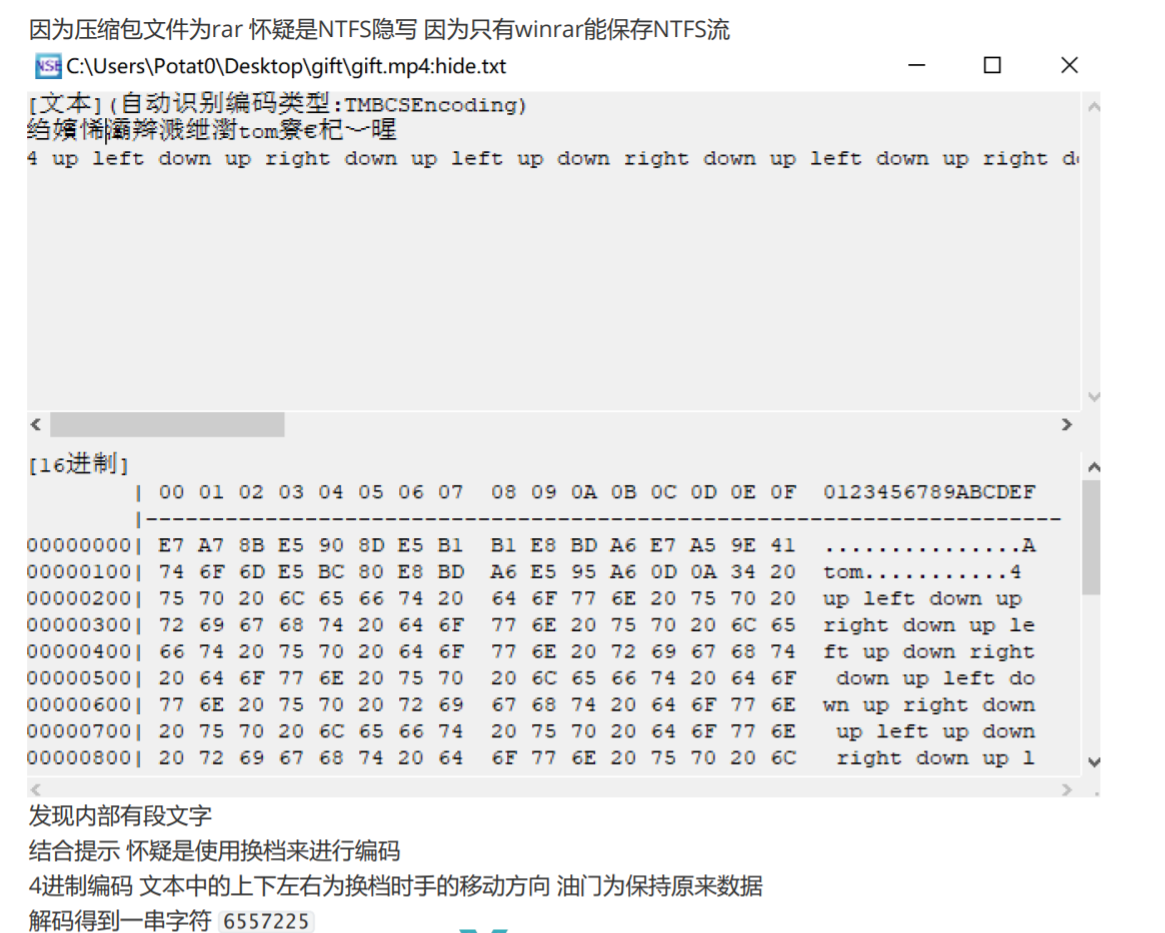 因为压缩包文件为rar 怀疑是NTFS隐写 因为只有winrar能保存NTFS流
NSE C:\Users\Potat0\Desktop\gift\gift.mp4:hide.txt
[文本](自动识别编码类型:TMBCSEncoding)
绉嬪悕灞辫溅绁濧tom寮€杞﹀暒
4 up left down up right down up left up down right down up left down up right d
[16进制]
| 00 01 02 03 04 05 06 07 08 09 0A 0B 0C 0D 0E 0F 0123456789ABCDEF
|----------------------------------------------------------------------
00000000| E7 A7 8B E5 90 8D E5 B1 B1 E8 BD A6 E7 A5 9E 41 ...............A
00000100| 74 6F 6D E5 BC 80 E8 BD A6 E5 95 A6 0D 0A 34 20 tom...........4
00000200| 75 70 20 6C 65 66 74 20 64 6F 77 6E 20 75 70 20 up left down up
00000300| 72 69 67 68 74 20 64 6F 77 6E 20 75 70 20 6C 65 right down up le
00000400| 66 74 20 75 70 20 64 6F 77 6E 20 72 69 67 68 74 ft up down right
00000500| 20 64 6F 77 6E 20 75 70 20 6C 65 66 74 20 64 6F down up left do
00000600| 77 6E 20 75 70 20 72 69 67 68 74 20 64 6F 77 6E wn up right down
00000700| 20 75 70 20 6C 65 66 74 20 75 70 20 64 6F 77 6E up left up down
00000800| 20 72 69 67 68 74 20 64 6F 77 6E 20 75 70 20 6C right down up l
发现内部有段文字
结合提示 怀疑是使用换档来进行编码
4进制编码 文本中的上下左右为换档时手的移动方向 油门为保持原来数据
解码得到一串字符 6557225